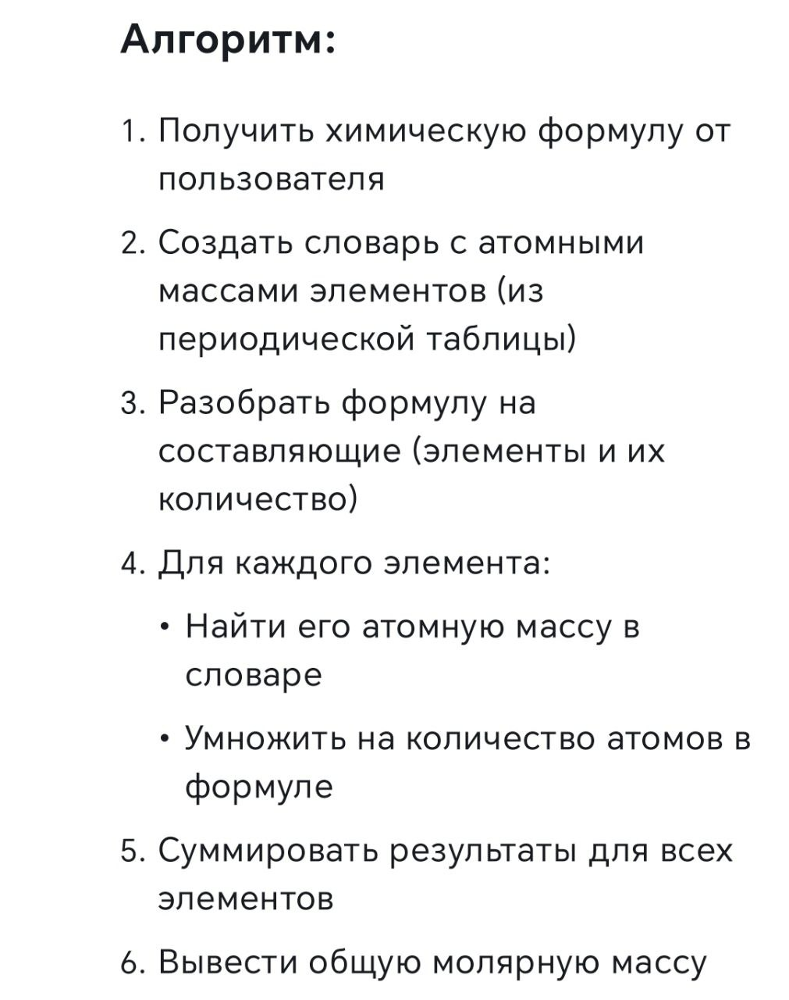 Алгоритм:
1. Получить химическую формулу от
пользователя
2. Создать словарь с атомными
массами элементов (из
периодической таблицы)
3. Разобрать формулу на
составляющие (элементы и их
количество)
4. Для каждого элемента:
• Найти его атомную массу в
словаре
• Умножить на количество атомов в
формуле
5. Суммировать результаты для всех
элементов
6. Вывести общую молярную массу